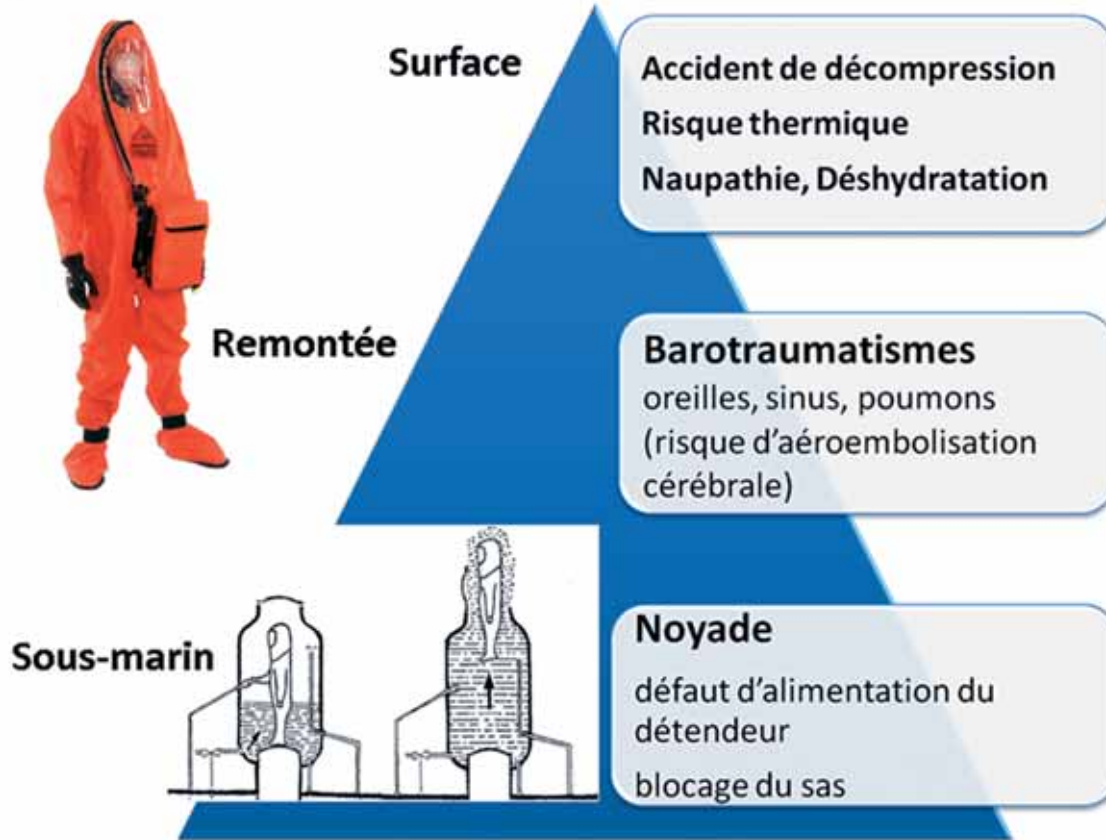 Surface
Accident de décompression
Risque thermique
Naupathie, Déshydratation
Remontée
Barotraumatismes
oreilles, sinus, poumons
(risque d'aéroembolisation
cérébrale)
Sous-marin
Noyade
défaut d'alimentation du
détendeur
blocage du sas